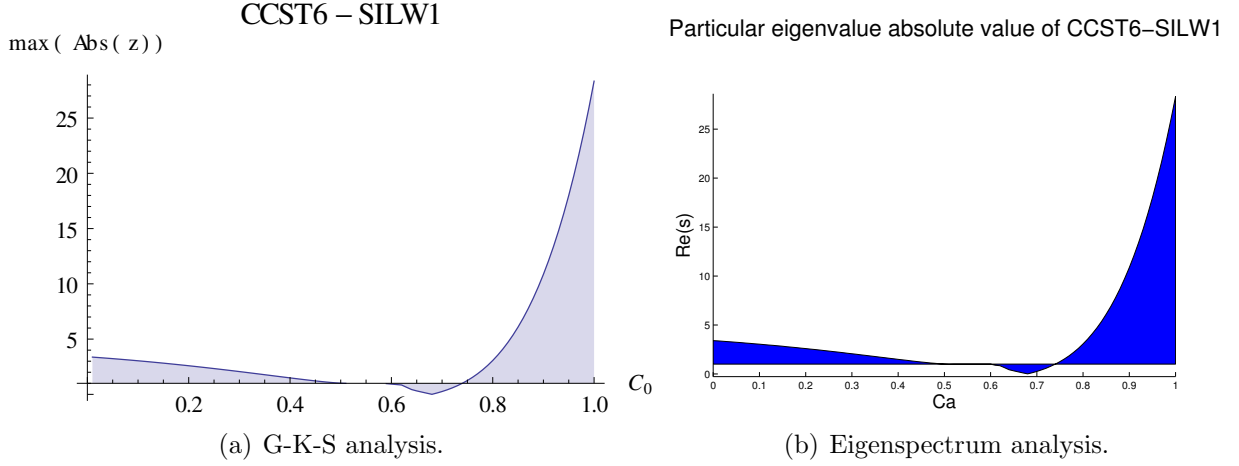 CCST6 – SILW1
max ( Abs ( z ) )
25
20
15
10
5
0.2 0.4 0.6 0.8 1.0
C0
(a) G-K-S analysis.
Particular eigenvalue absolute value of CCST6–SILW1
Re(s)
25
20
15
10
5
0
0 0.1 0.2 0.3 0.4 0.5 0.6 0.7 0.8 0.9 1
Ca
(b) Eigenspectrum analysis.